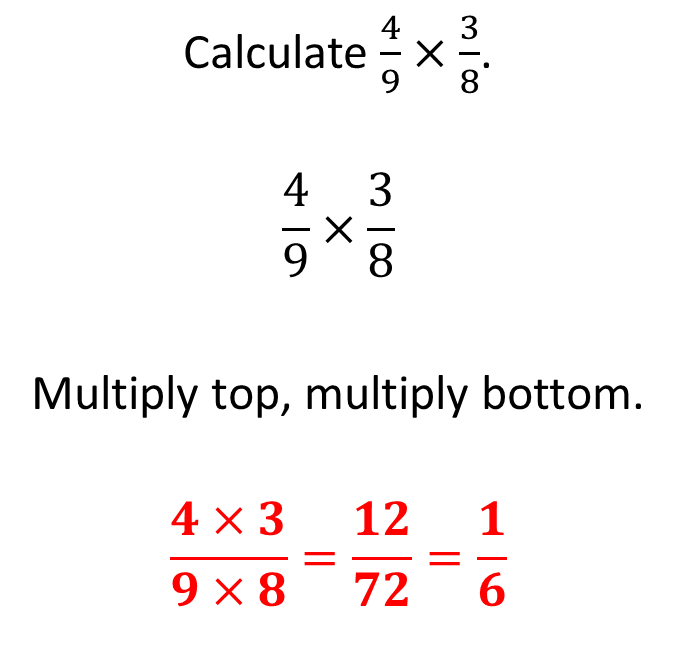 Calculate 4/9 × 3/8.
4/9 × 3/8
Multiply top, multiply bottom.
4 × 3/9 × 8 = 12/72 = 1/6